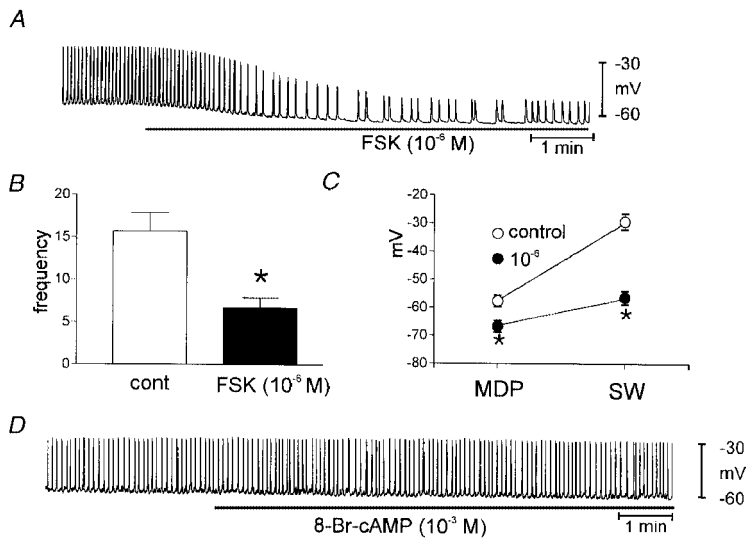 A
-30
mV
-60
FSK (10⁻⁶ M)
1 min
B
20
15
10
5
0
frequency
*
cont
FSK (10⁻⁶ M)
C
-20
-30
-40
-50
-60
-70
-80
mV
control
10⁻⁶
*
*
MDP
SW
D
-30
mV
-60
8-Br-cAMP (10⁻³ M)
1 min